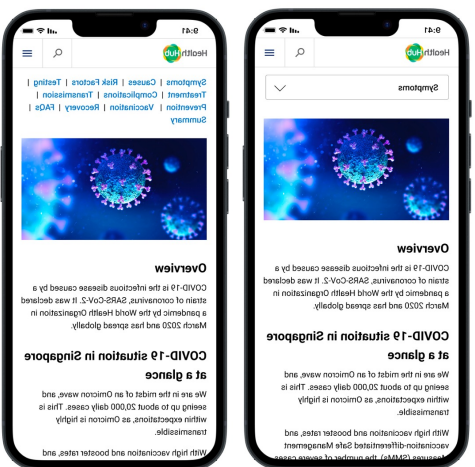 9:41
HealthHub
Symptoms
Overview
COVID-19 is the infectious disease caused by a
strain of coronavirus, SARS-CoV-2. It was declared
a pandemic by the World Health Organization in
March 2020 and has spread globally.
COVID-19 situation in Singapore
at a glance
We are in the midst of an Omicron wave, and
seeing up to about 20,000 daily cases. This is
within expectations, as Omicron is highly
transmissible.
With high vaccination and booster rates, and
vaccination-differentiated Safe Management
Measures (SMMs), the number of severe cases
9:41
HealthHub
Symptoms | Causes | Risk Factors | Testing |
Treatment | Complications | Transmission |
Prevention | Vaccination | Recovery | FAQs |
Summary
Overview
COVID-19 is the infectious disease caused by a
strain of coronavirus, SARS-CoV-2. It was declared
a pandemic by the World Health Organization in
March 2020 and has spread globally.
COVID-19 situation in Singapore
at a glance
We are in the midst of an Omicron wave, and
seeing up to about 20,000 daily cases. This is
within expectations, as Omicron is highly
transmissible.
With high vaccination and booster rates, and